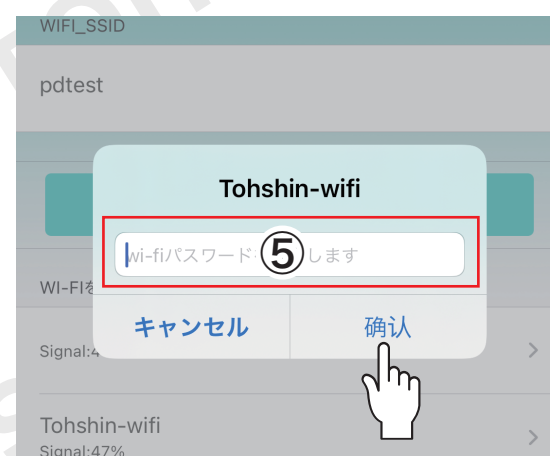 WIFI_SSID
pdtest
Tohshin-wifi
wi-fiパスワード
⑤
します
WI-FIを
キャンセル
确认
Signal:4
Tohshin-wifi
Signal:47%